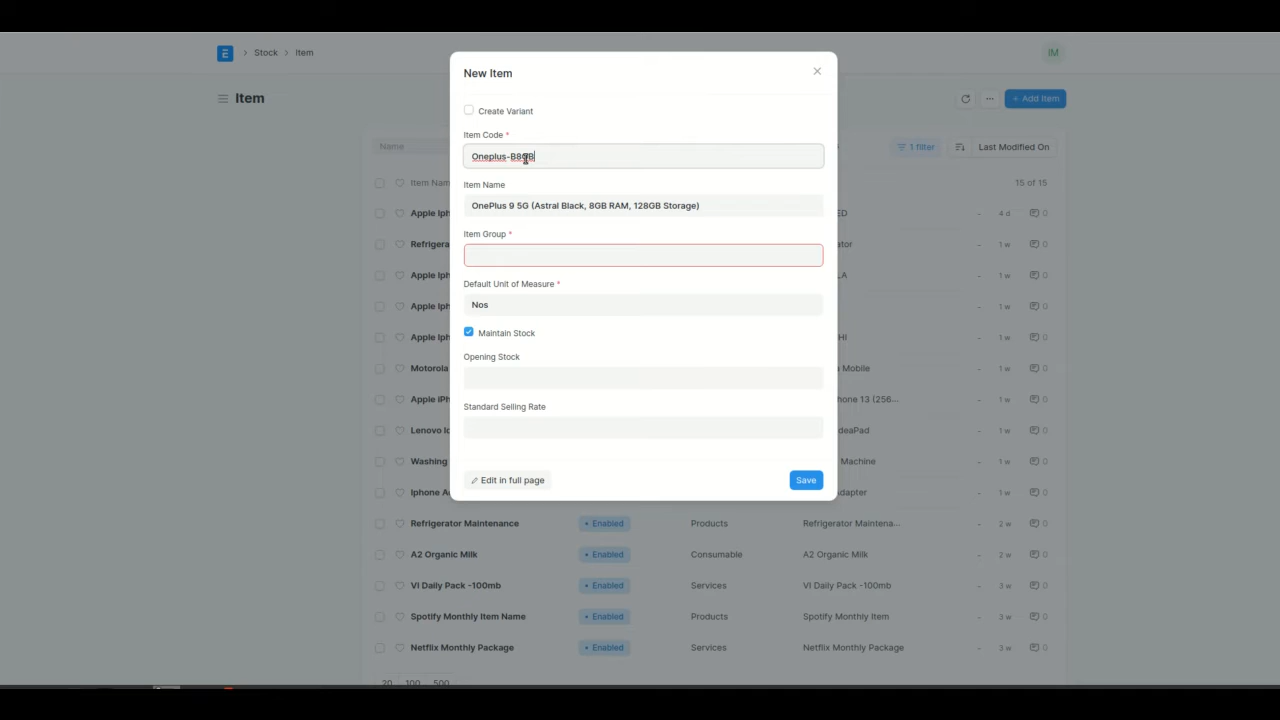 E > Stock > Item
IM
Item
+ Add Item
Name
1 filter
Last Modified On
New Item
Create Variant
Item Code *
Item Name
OnePlus 9 5G (Astral Black, 8GB RAM, 128GB Storage)
Item Group *
Default Unit of Measure *
Nos
Maintain Stock
Opening Stock
Standard Selling Rate
Edit in full page
Save
Item Nam
15 of 15
Apple Iph ED - 4 d 0
Refrigera ator - 1 w 0
Apple Iph LA - 1 w 0
Apple Iph - 1 w 0
Apple Iph HI - 1 w 0
Motorola a Mobile - 1 w 0
Apple iPh hone 13 (256... - 1 w 0
Lenovo Id deaPad - 1 w 0
Washing Machine - 1 w 0
Iphone A dapter - 1 w 0
Refrigerator Maintenance • Enabled Products Refrigerator Maintena... - 2 w 0
A2 Organic Milk • Enabled Consumable A2 Organic Milk - 2 w 0
VI Daily Pack -100mb • Enabled Services VI Daily Pack -100mb - 3 w 0
Spotify Monthly Item Name • Enabled Products Spotify Monthly Item - 3 w 0
Netflix Monthly Package • Enabled Services Netflix Monthly Package - 3 w 0
20 100 500